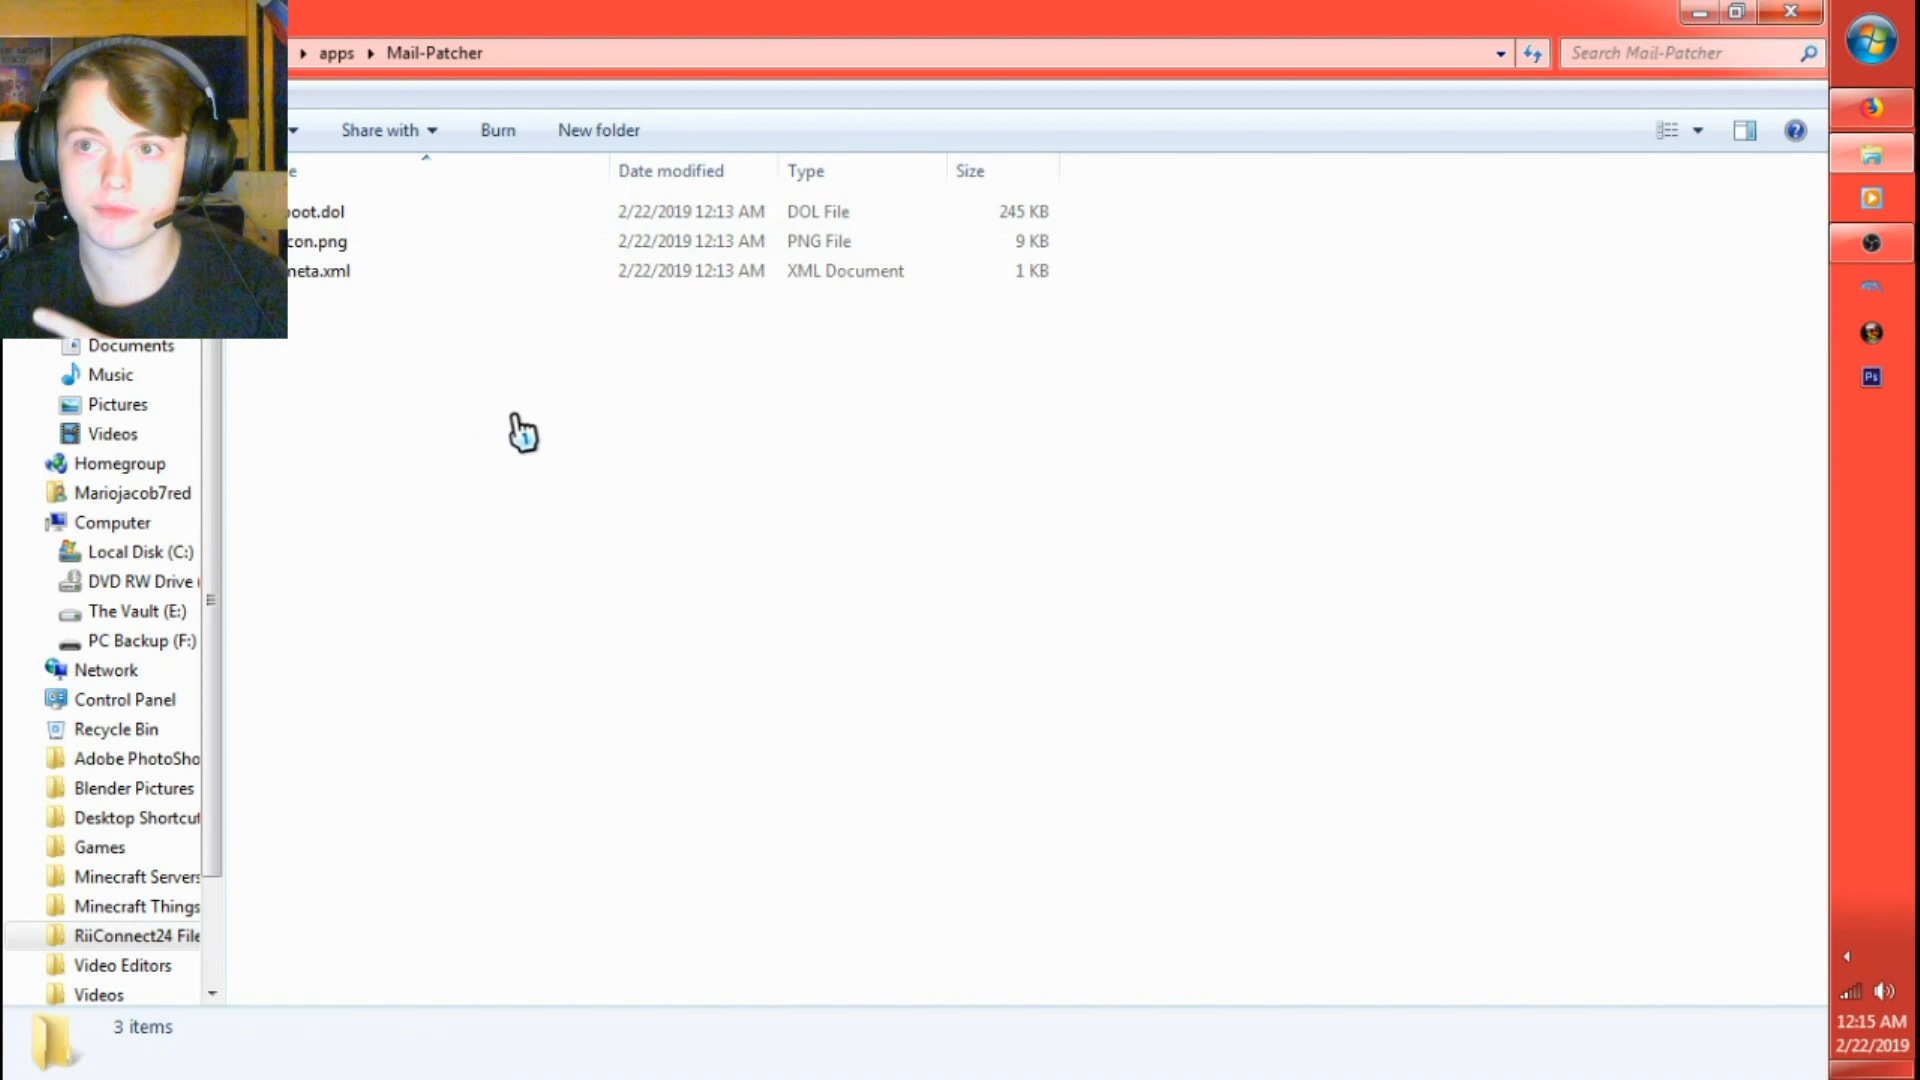 apps Mail-Patcher
Search Mail-Patcher
Share with Burn New folder
e Date modified Type Size
boot.dol 2/22/2019 12:13 AM DOL File 245 KB
con.png 2/22/2019 12:13 AM PNG File 9 KB
meta.xml 2/22/2019 12:13 AM XML Document 1 KB
Documents
Music
Pictures
Videos
Homegroup
Mariojacob7red
Computer
Local Disk (C:)
DVD RW Drive (
The Vault (E:)
PC Backup (F:)
Network
Control Panel
Recycle Bin
Adobe PhotoSho
Blender Pictures
Desktop Shortcut
Games
Minecraft Servers
Minecraft Things
RiiConnect24 File
Video Editors
Videos
3 items
Ps
12:15 AM
2/22/2019